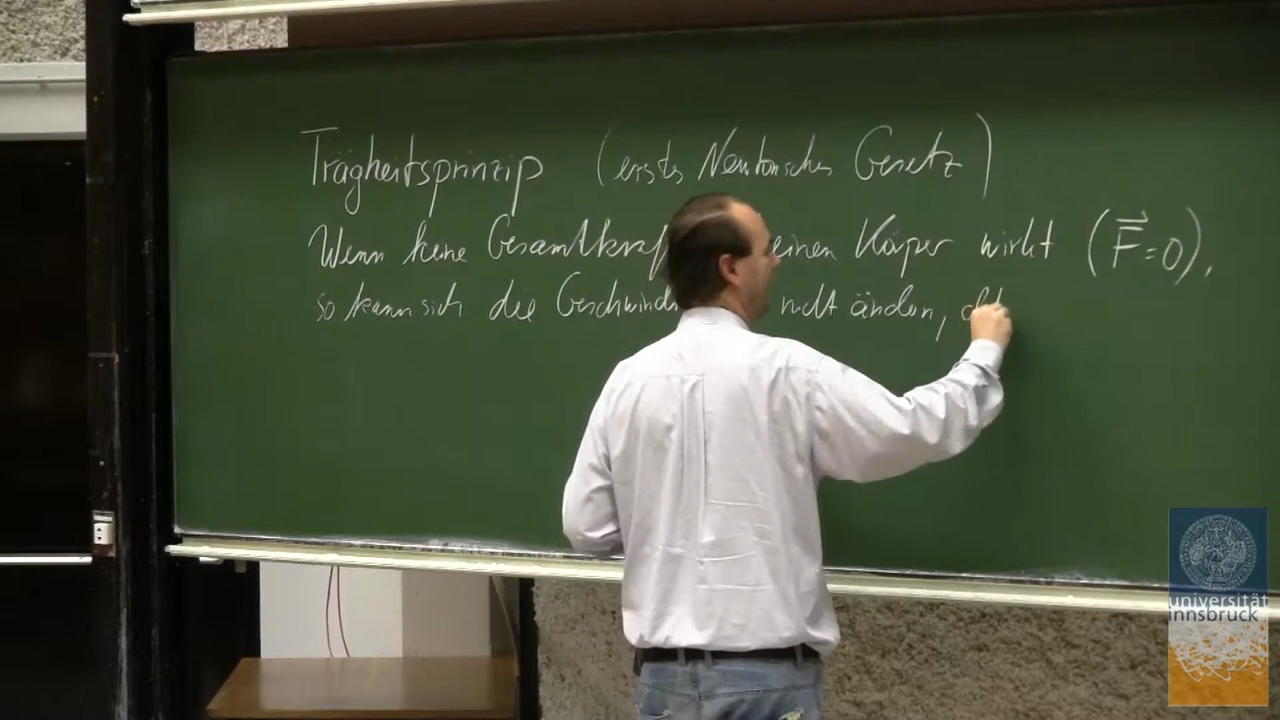 Trägheitsprinzip (erstes Newtonsches Gesetz)
Wenn keine Gesamtkraf einen Körper wirkt (F⃗=0),
so kann sich die Geschwindi nicht ändern,
universität
innsbruck